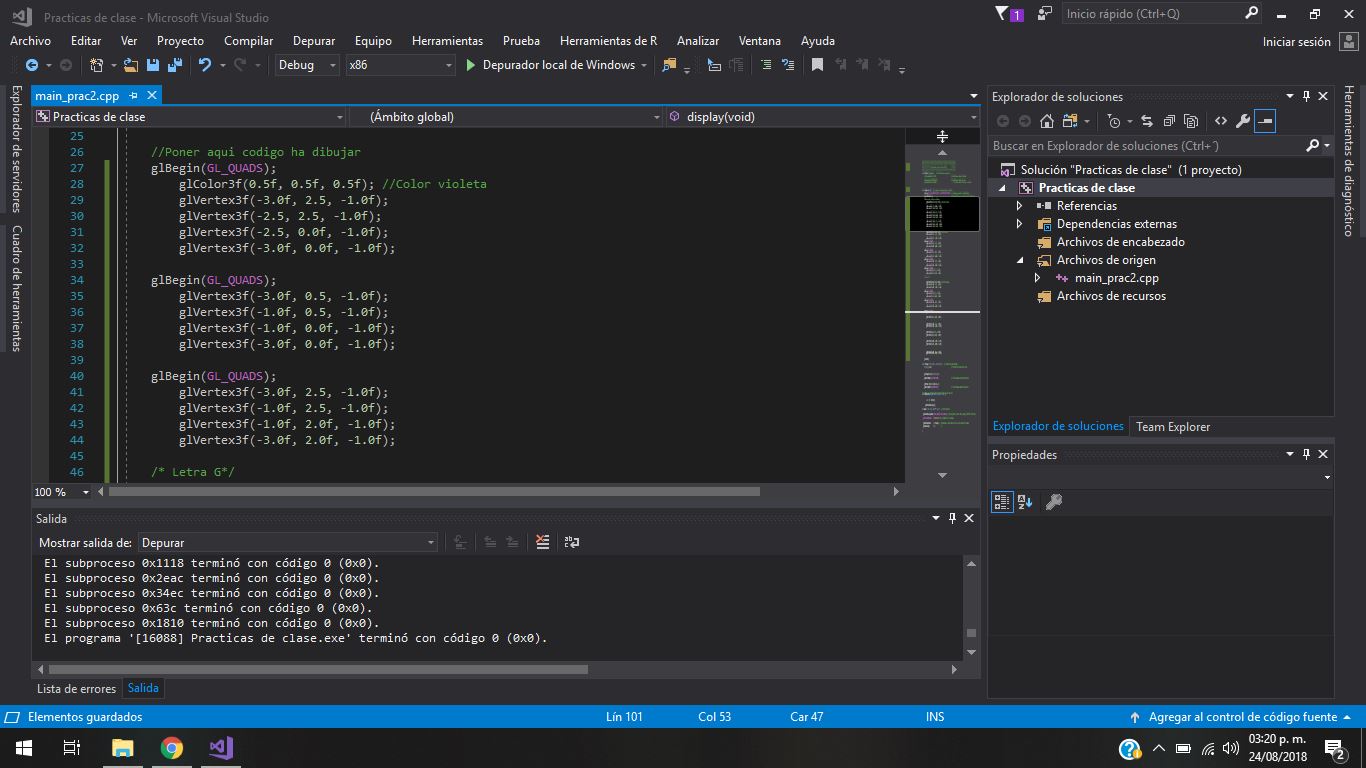 Practicas de clase - Microsoft Visual Studio
1
Inicio rápido (Ctrl+Q)
Archivo Editar Ver Proyecto Compilar Depurar Equipo Herramientas Prueba Herramientas de R Analizar Ventana Ayuda
Iniciar sesión
Debug x86 Depurador local de Windows
Explorador de servidores
Cuadro de herramientas
main_prac2.cpp
Practicas de clase (Ámbito global) display(void)
25
26 //Poner aqui codigo ha dibujar
27 glBegin(GL_QUADS);
28 glColor3f(0.5f, 0.5f, 0.5f); //Color violeta
29 glVertex3f(-3.0f, 2.5, -1.0f);
30 glVertex3f(-2.5, 2.5, -1.0f);
31 glVertex3f(-2.5, 0.0f, -1.0f);
32 glVertex3f(-3.0f, 0.0f, -1.0f);
33
34 glBegin(GL_QUADS);
35 glVertex3f(-3.0f, 0.5, -1.0f);
36 glVertex3f(-1.0f, 0.5, -1.0f);
37 glVertex3f(-1.0f, 0.0f, -1.0f);
38 glVertex3f(-3.0f, 0.0f, -1.0f);
39
40 glBegin(GL_QUADS);
41 glVertex3f(-3.0f, 2.5, -1.0f);
42 glVertex3f(-1.0f, 2.5, -1.0f);
43 glVertex3f(-1.0f, 2.0f, -1.0f);
44 glVertex3f(-3.0f, 2.0f, -1.0f);
45
46 /* Letra G*/
100 %
Salida
Mostrar salida de: Depurar
El subproceso 0x1118 terminó con código 0 (0x0).
El subproceso 0x2eac terminó con código 0 (0x0).
El subproceso 0x34ec terminó con código 0 (0x0).
El subproceso 0x63c terminó con código 0 (0x0).
El subproceso 0x1810 terminó con código 0 (0x0).
El programa '[16088] Practicas de clase.exe' terminó con código 0 (0x0).
Lista de errores Salida
Explorador de soluciones
Buscar en Explorador de soluciones (Ctrl+´)
Solución "Practicas de clase" (1 proyecto)
Practicas de clase
Referencias
Dependencias externas
Archivos de encabezado
Archivos de origen
main_prac2.cpp
Archivos de recursos
Explorador de soluciones Team Explorer
Propiedades
Herramientas de diagnóstico
Elementos guardados Lín 101 Col 53 Car 47 INS Agregar al control de código fuente
03:20 p. m.
24/08/2018
2